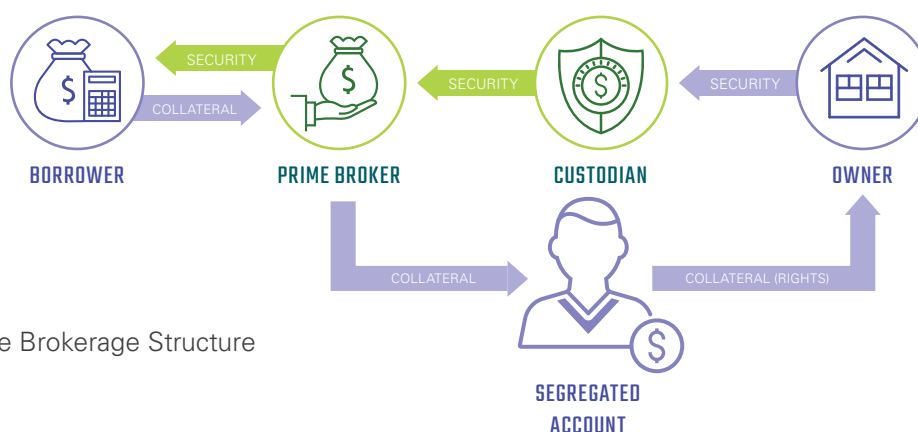 SECURITY
COLLATERAL
SECURITY
SECURITY
BORROWER
PRIME BROKER
CUSTODIAN
OWNER
COLLATERAL
COLLATERAL (RIGHTS)
e Brokerage Structure
SEGREGATED
ACCOUNT